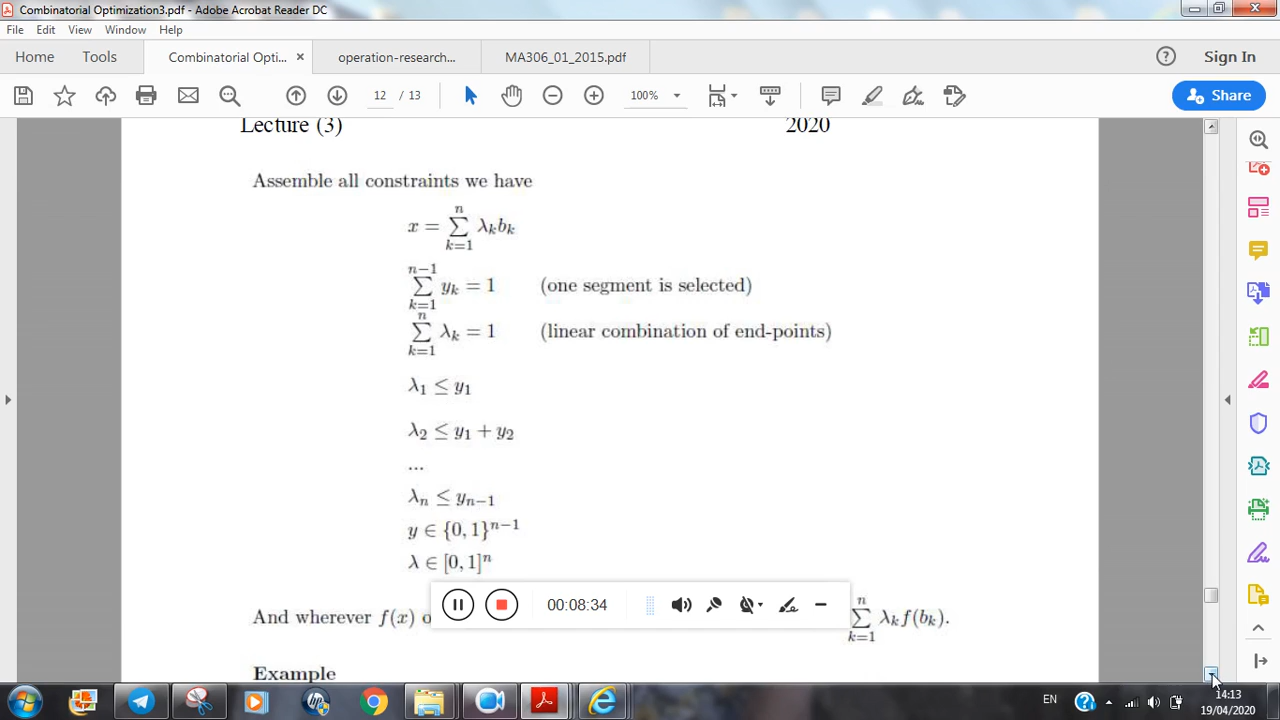 Combinatorial Optimization3.pdf - Adobe Acrobat Reader DC
File Edit View Window Help
Home Tools Combinatorial Opti... × operation-research... MA306_01_2015.pdf Sign In
12 / 13 100% Share
Lecture (3) 2020
Assemble all constraints we have
x = ∑_{k=1}^{n} λ_k b_k
∑_{k=1}^{n−1} y_k = 1 (one segment is selected)
∑_{k=1}^{n} λ_k = 1 (linear combination of end-points)
λ_1 ≤ y_1
λ_2 ≤ y_1 + y_2
...
λ_n ≤ y_{n−1}
y ∈ {0, 1}^{n−1}
λ ∈ [0, 1]^n
00:08:34
And wherever f(x) ∑_{k=1}^{n} λ_k f(b_k).
Example
EN 14:13
19/04/2020